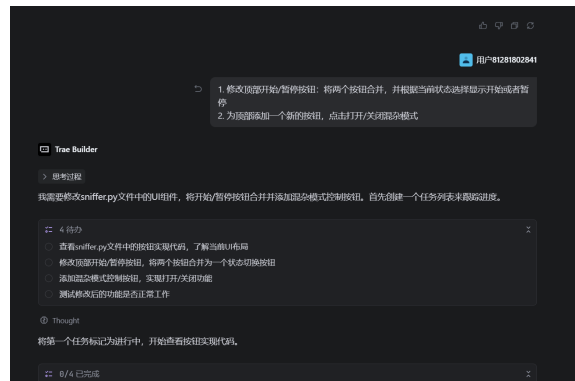 用户81281802841
1. 修改顶部开始/暂停按钮：将两个按钮合并，并根据当前状态选择显示开始或者暂
停
2. 为顶部添加一个新的按钮，点击打开/关闭混杂模式
Trae Builder
思考过程
我需要修改sniffer.py文件中的UI组件，将开始/暂停按钮合并并添加混杂模式控制按钮。首先创建一个任务列表来跟踪进度。
4 待办
查看sniffer.py文件中的按钮实现代码，了解当前UI布局
修改顶部开始/暂停按钮，将两个按钮合并为一个状态切换按钮
添加混杂模式控制按钮，实现打开/关闭功能
测试修改后的功能是否正常工作
Thought
将第一个任务标记为进行中，开始查看按钮实现代码。
0/4 已完成